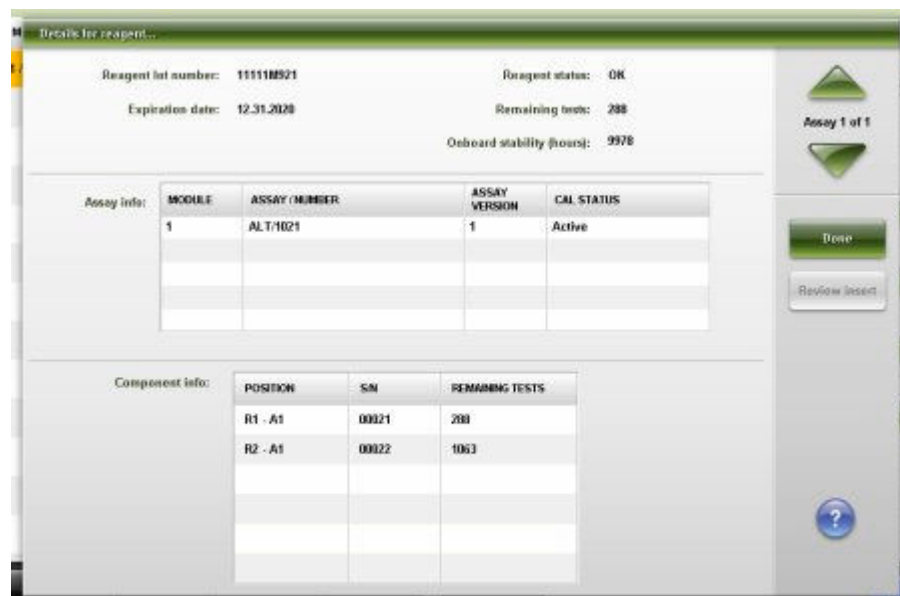 Details for reagent...
Reagent lot number: 11111M921
Reagent status: OK
Expiration date: 12.31.2020
Remaining tests: 288
Onboard stability (hours): 9978
Assay 1 of 1
Assay info:
MODULE ASSAY / NUMBER ASSAY VERSION CAL STATUS
1 ALT/1021 1 Active
Done
Review insert
Component info:
POSITION S/N REMAINING TESTS
R1 - A1 00021 288
R2 - A1 00022 1063
?